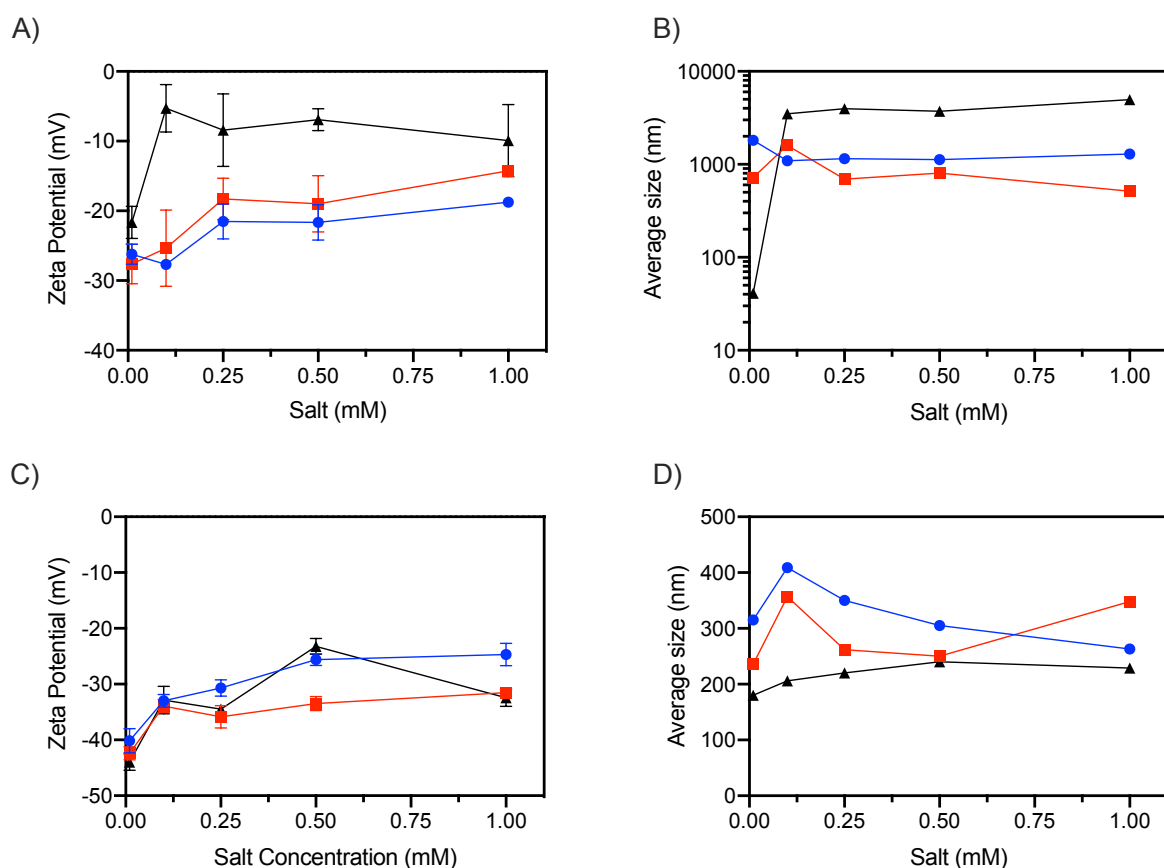 A)
0
-10
-20
-30
-40
Zeta Potential (mV)
0.00 0.25 0.50 0.75 1.00
Salt (mM)
B)
10000
1000
100
10
Average size (nm)
0.00 0.25 0.50 0.75 1.00
Salt (mM)
C)
0
-10
-20
-30
-40
-50
Zeta Potential (mV)
0.00 0.25 0.50 0.75 1.00
Salt Concentration (mM)
D)
500
400
300
200
100
0
Average size (nm)
0.00 0.25 0.50 0.75 1.00
Salt (mM)